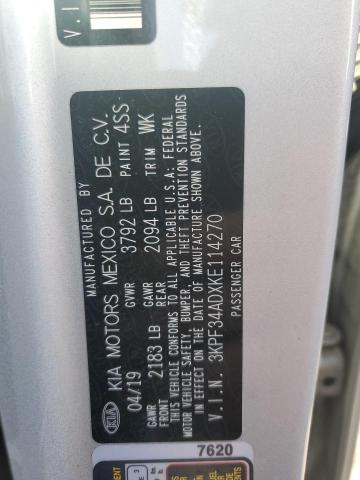 V.I
MANUFACTURED BY
KIA KIA MOTORS MEXICO S.A. DE C.V.
04/19 GVWR 3792 LB PAINT 4SS
GAWR FRONT 2183 LB GAWR REAR 2094 LB TRIM WK
THIS VEHICLE CONFORMS TO ALL APPLICABLE U.S.A. FEDERAL
MOTOR VEHICLE SAFETY, BUMPER, AND THEFT PREVENTION STANDARDS
IN EFFECT ON THE DATE OF MANUFACTURE SHOWN ABOVE.
V.I.N. 3KPF34ADXKE114270
PASSENGER CAR
7620